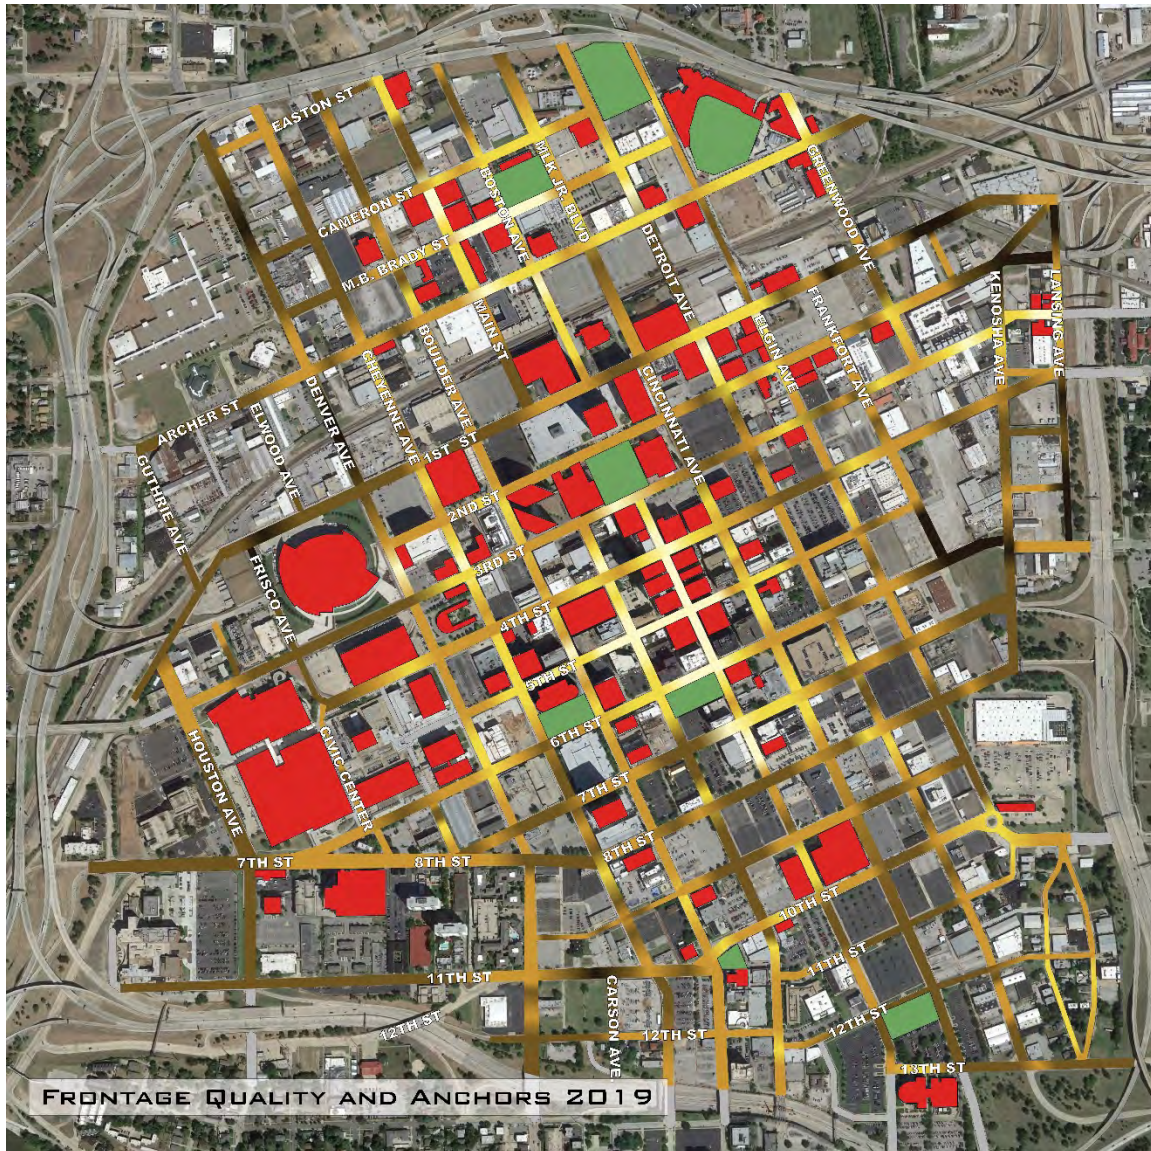 EASTON ST
CAMERON ST
M.B. BRADY ST
BOSTON AVE
MLK JR. BLVD
DETROIT AVE
GREENWOOD AVE
MAIN ST
BOULDER AVE
CHEYENNE AVE
DENVER AVE
ELWOOD AVE
ARCHER ST
GUTHRIE AVE
1ST ST
2ND ST
3RD ST
4TH ST
5TH ST
6TH ST
7TH ST
8TH ST
CINCINNATI AVE
ELGIN AVE
FRANKFORT AVE
KENOSHA AVE
LANSING AVE
FRISCO AVE
CIVIC CENTER
HOUSTON AVE
7TH ST
8TH ST
10TH ST
11TH ST
11TH ST
12TH ST
12TH ST
12TH ST
CARSON AVE.
13TH ST
FRONTAGE QUALITY AND ANCHORS 2019